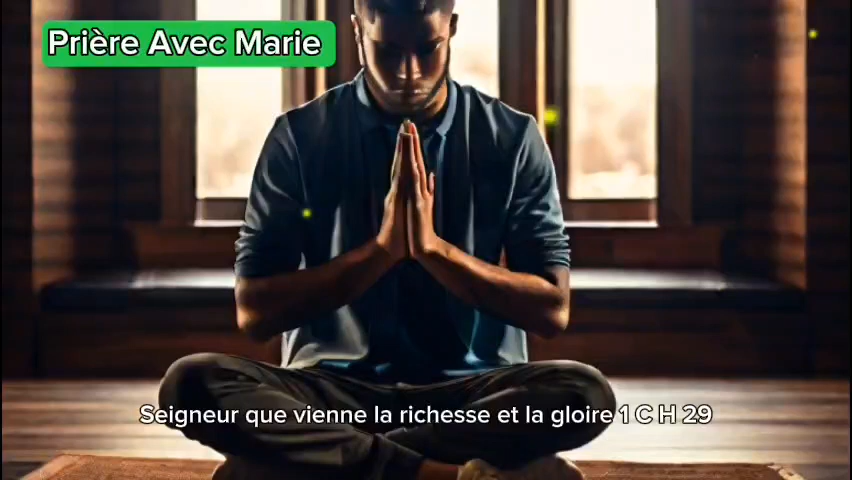 Prière Avec Marie
Seigneur que vienne la richesse et la gloire 1 C H 29